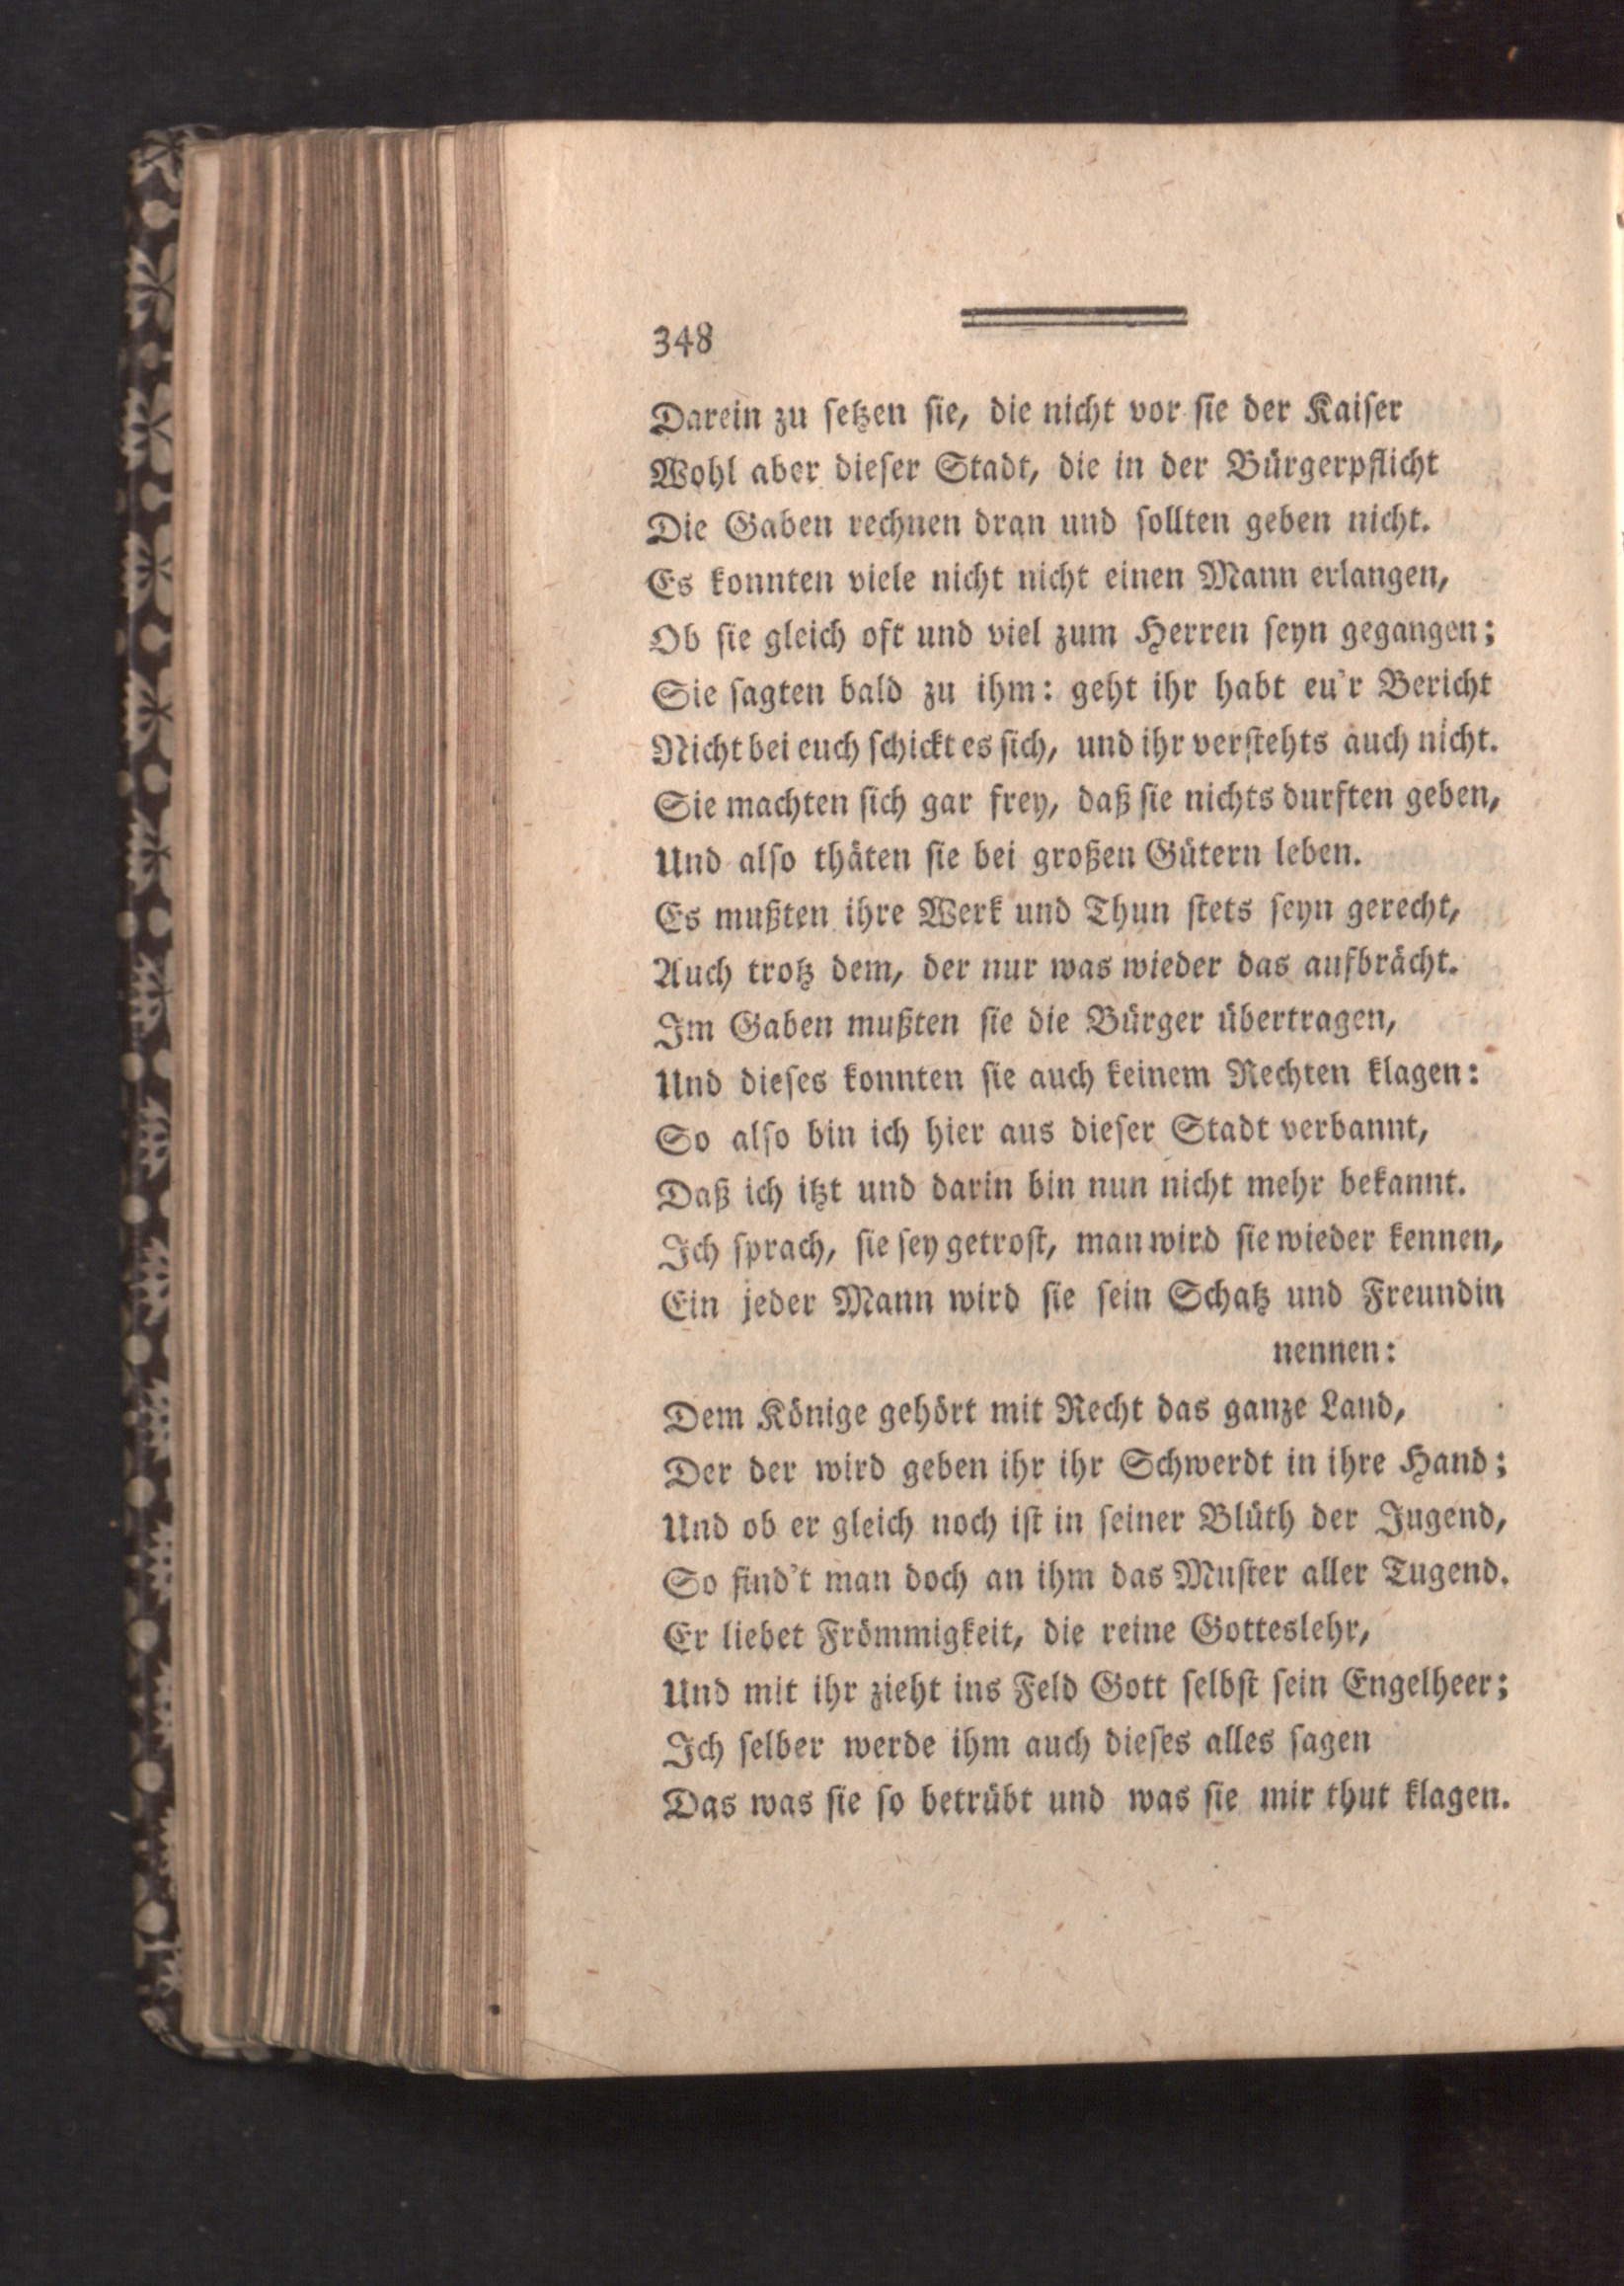 348
Darein zu setzen sie, die nicht vor sie der Kaiser
Wohl aber dieser Stadt, die in der Bürgerpflicht
Die Gaben rechnen dran und sollten geben nicht.
Es konnten viele nicht nicht einen Mann erlangen,
Ob sie gleich oft und viel zum Herren seyn gegangen;
Sie sagten bald zu ihm: geht ihr habt eu'r Bericht
Nicht bei euch schickt es sich, und ihr verstehts auch nicht.
Sie machten sich gar frey, daß sie nichts durften geben,
Und also thäten sie bei großen Gütern leben.
Es mußten ihre Werk und Thun stets seyn gerecht,
Auch trotz dem, der nur was wieder das aufbrächt.
Im Gaben mußten sie die Bürger übertragen,
Und dieses konnten sie auch keinem Rechten klagen:
So also bin ich hier aus dieser Stadt verbannt,
Daß ich itzt und darin bin nun nicht mehr bekannt.
Ich sprach, sie sey getrost, man wird sie wieder kennen,
Ein jeder Mann wird sie sein Schatz und Freundin
nennen:
Dem Könige gehört mit Recht das ganze Land,
Der der wird geben ihr ihr Schwerdt in ihre Hand;
Und ob er gleich noch ist in seiner Blüth der Jugend,
So find't man doch an ihm das Muster aller Tugend.
Er liebet Frömmigkeit, die reine Gotteslehr,
Und mit ihr zieht ins Feld Gott selbst sein Engelheer;
Ich selber werde ihm auch dieses alles sagen
Das was sie so betrübt und was sie mir thut klagen.